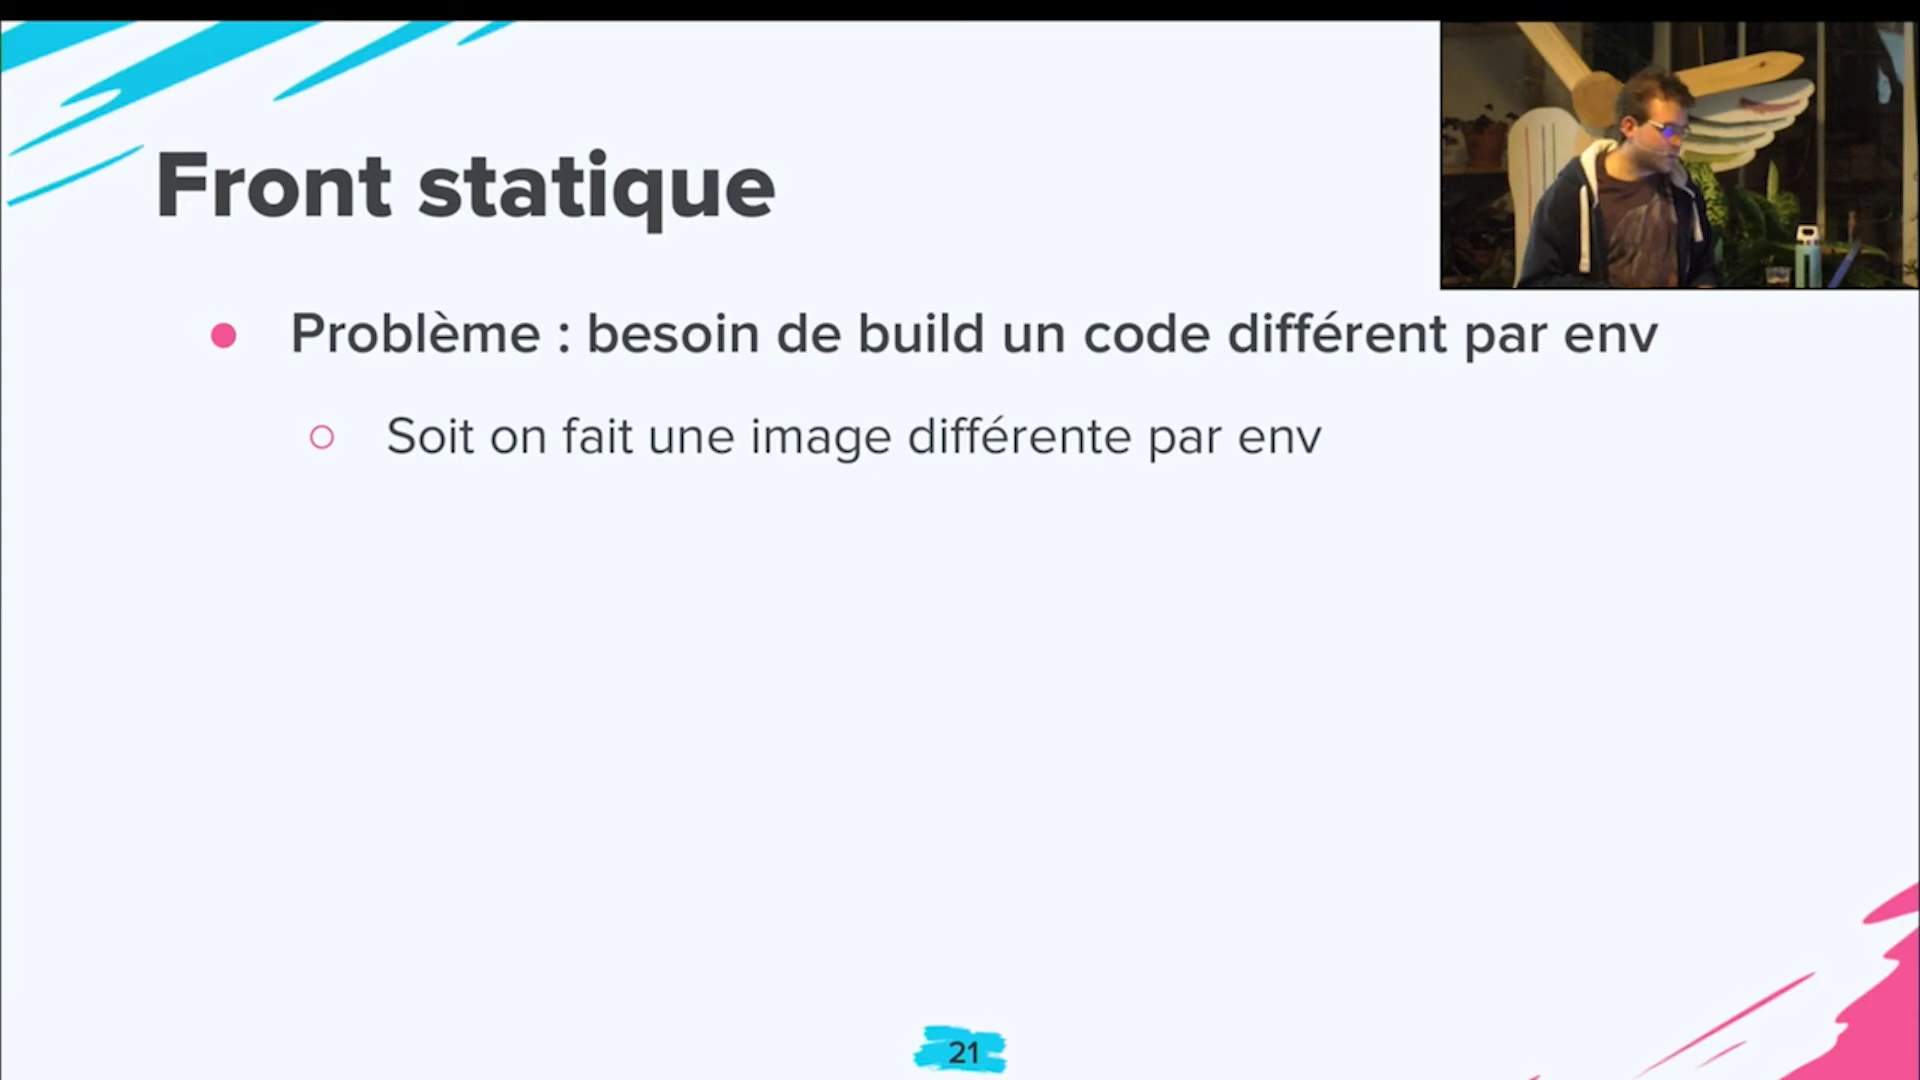 Front statique
Problème : besoin de build un code différent par env
Soit on fait une image différente par env
21